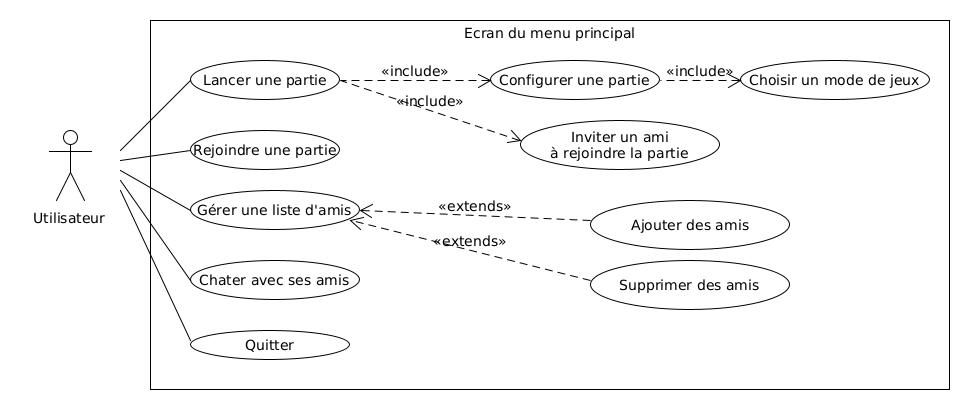 Ecran du menu principal
Lancer une partie
«include»
Configurer une partie
«include»
Choisir un mode de jeux
«include»
Inviter un ami
à rejoindre la partie
Rejoindre une partie
Utilisateur
Gérer une liste d'amis
«extends»
Ajouter des amis
«extends»
Supprimer des amis
Chater avec ses amis
Quitter